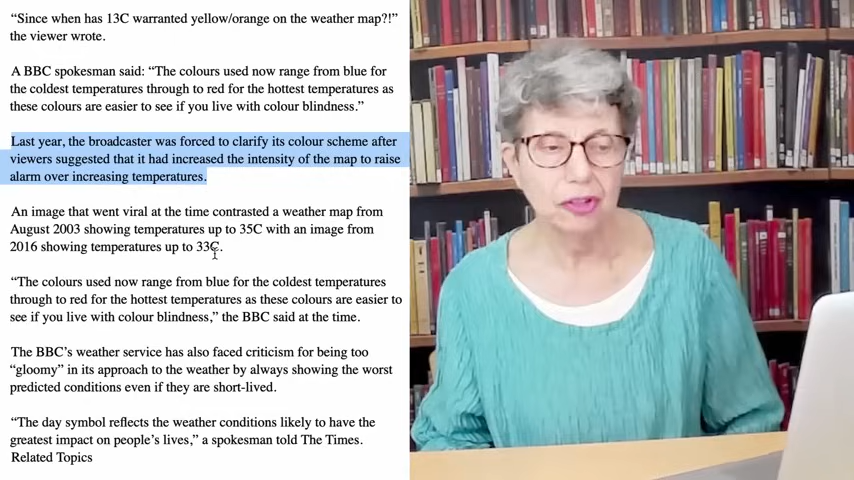 “Since when has 13C warranted yellow/orange on the weather map?!”
the viewer wrote.
A BBC spokesman said: “The colours used now range from blue for
the coldest temperatures through to red for the hottest temperatures as
these colours are easier to see if you live with colour blindness.”
Last year, the broadcaster was forced to clarify its colour scheme after
viewers suggested that it had increased the intensity of the map to raise
alarm over increasing temperatures.
An image that went viral at the time contrasted a weather map from
August 2003 showing temperatures up to 35C with an image from
2016 showing temperatures up to 33C.
“The colours used now range from blue for the coldest temperatures
through to red for the hottest temperatures as these colours are easier to
see if you live with colour blindness,” the BBC said at the time.
The BBC’s weather service has also faced criticism for being too
“gloomy” in its approach to the weather by always showing the worst
predicted conditions even if they are short-lived.
“The day symbol reflects the weather conditions likely to have the
greatest impact on people’s lives,” a spokesman told The Times.
Related Topics